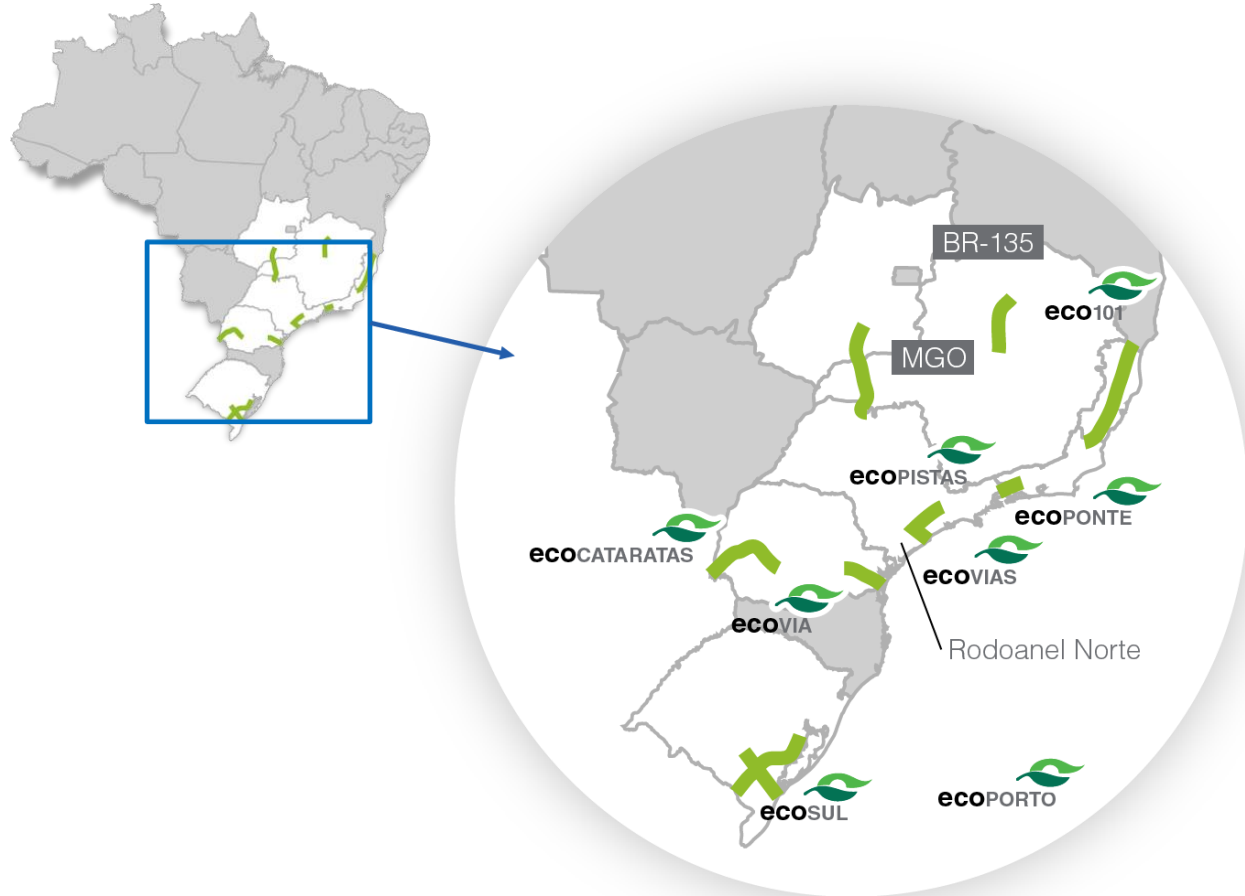 BR-135
eco101
MGO
ecoPISTAS
ecoPONTE
ecoCATARATAS
ecoVIAS
ecoVIA
Rodoanel Norte
ecoPORTO
ecoSUL